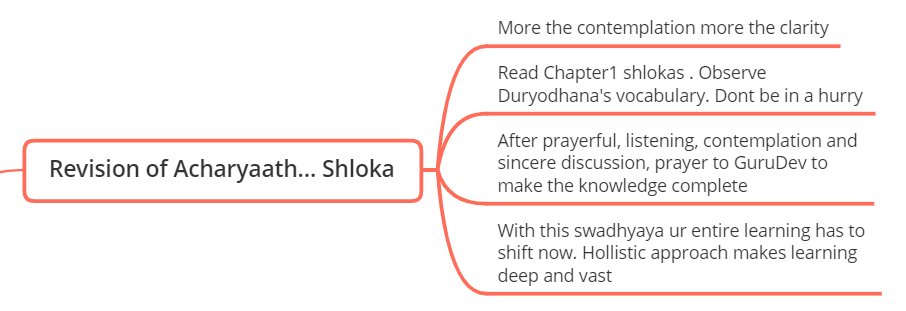 More the contemplation more the clarity
Read Chapter1 shlokas . Observe
Duryodhana's vocabulary. Dont be in a hurry
Revision of Acharyaath... Shloka
After prayerful, listening, contemplation and
sincere discussion, prayer to GuruDev to
make the knowledge complete
With this swadhyaya ur entire learning has to
shift now. Hollistic approach makes learning
deep and vast